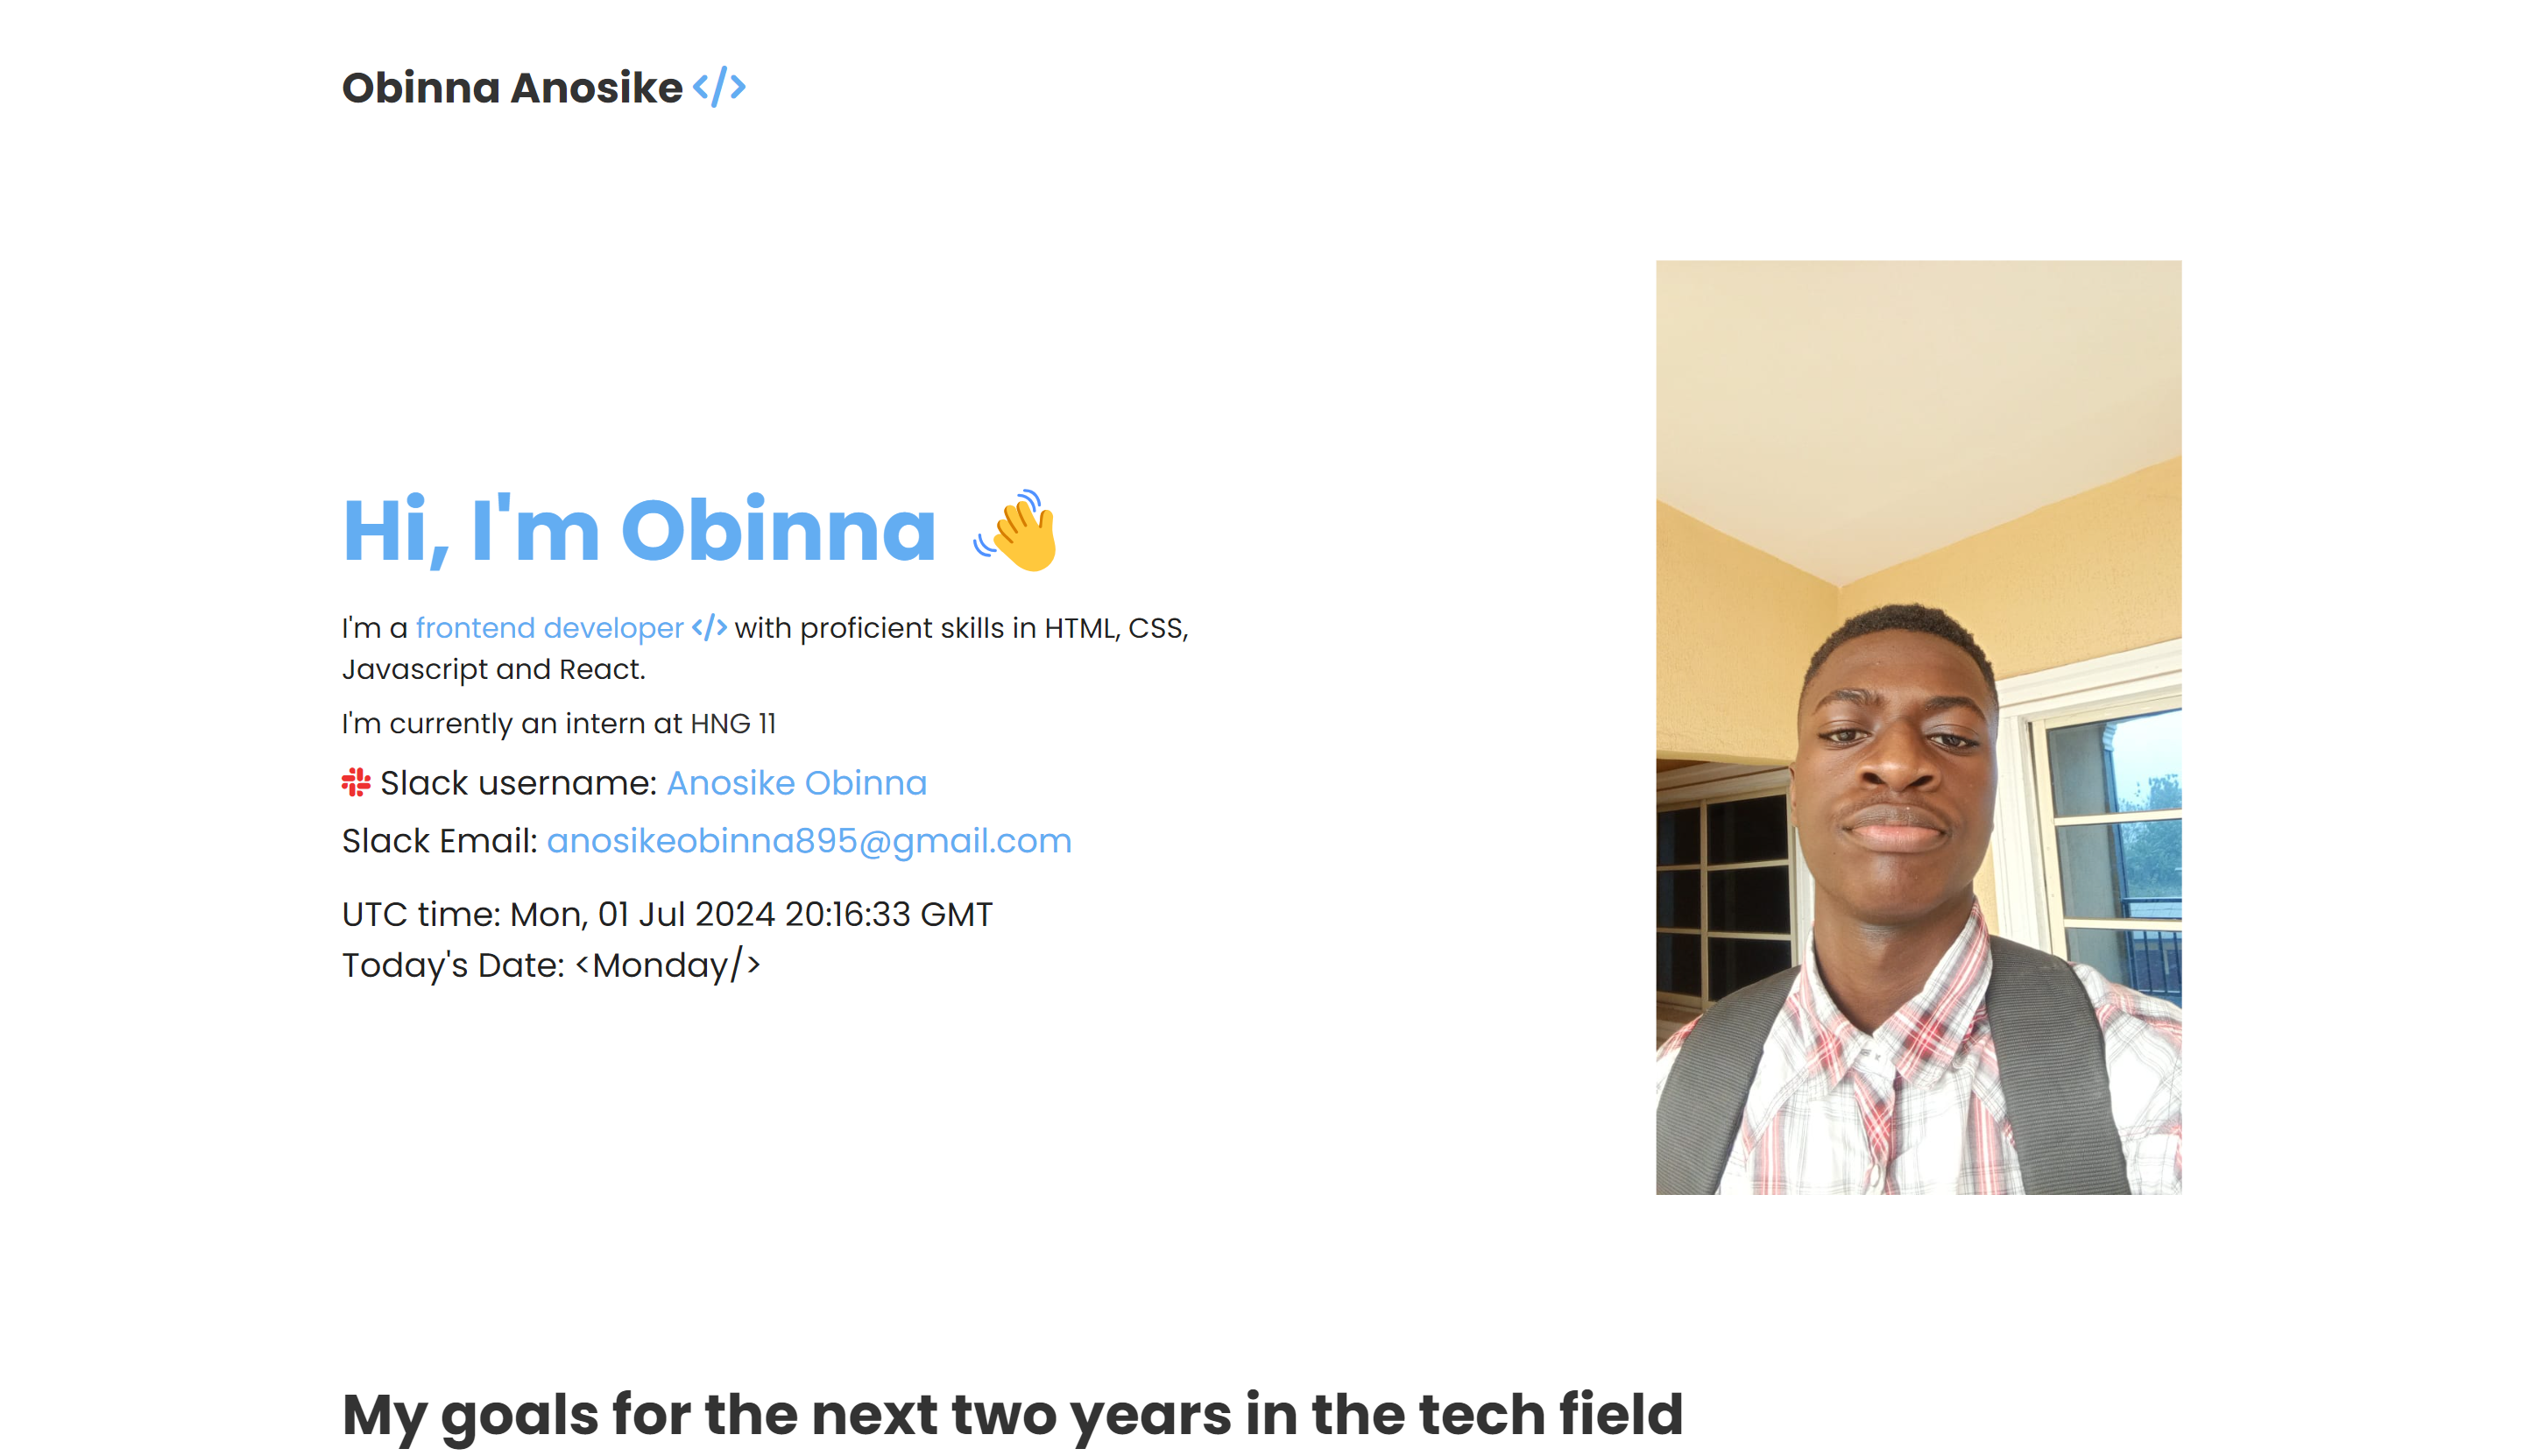 Obinna Anosike </>
Hi, I'm Obinna 👋
I'm a frontend developer </> with proficient skills in HTML, CSS,
Javascript and React.
I'm currently an intern at HNG 11
Slack username: Anosike Obinna
Slack Email: anosikeobinna895@gmail.com
UTC time: Mon, 01 Jul 2024 20:16:33 GMT
Today's Date: <Monday/>
My goals for the next two years in the tech field